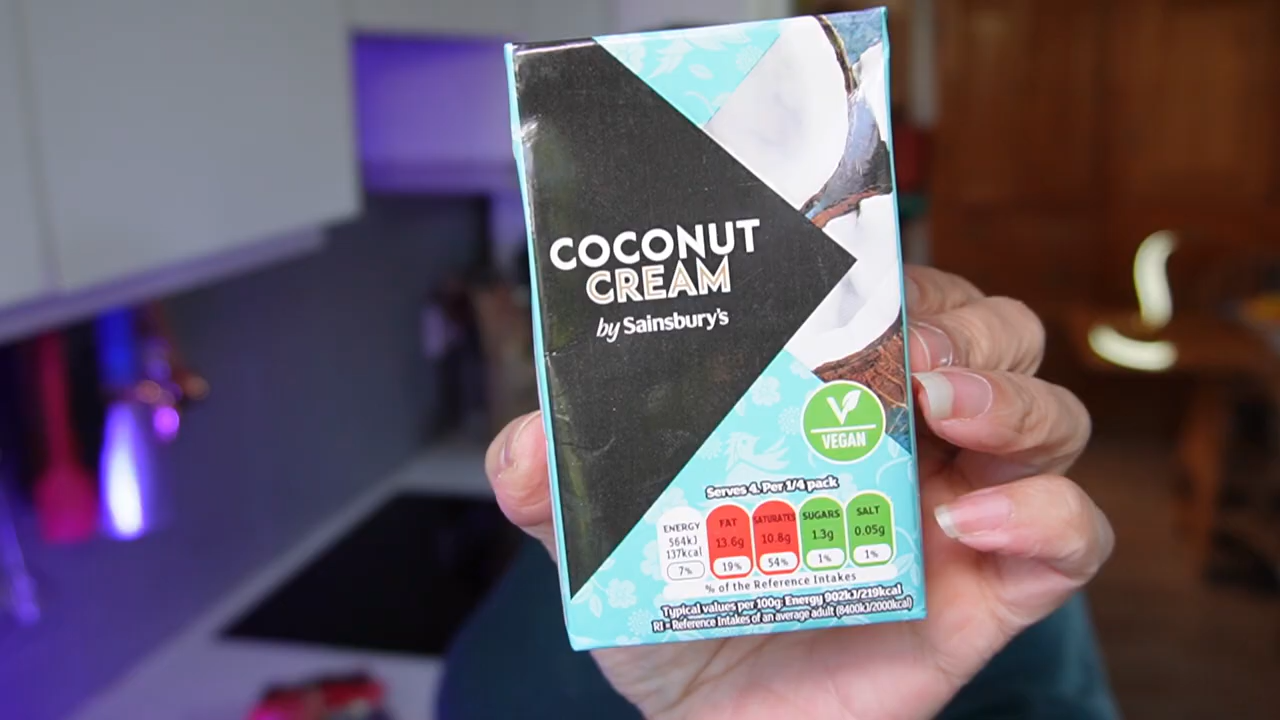 COCONUT
CREAM
by Sainsbury's
VEGAN
Serves 4. Per 1/4 pack
ENERGY 564kJ 137kcal 7%
FAT 13.6g 19%
SATURATES 10.8g 54%
SUGARS 1.3g 1%
SALT 0.05g 1%
% of the Reference Intakes
Typical values per 100g: Energy 902kJ/219kcal
RI = Reference Intakes of an average adult (8400kJ/2000kcal)